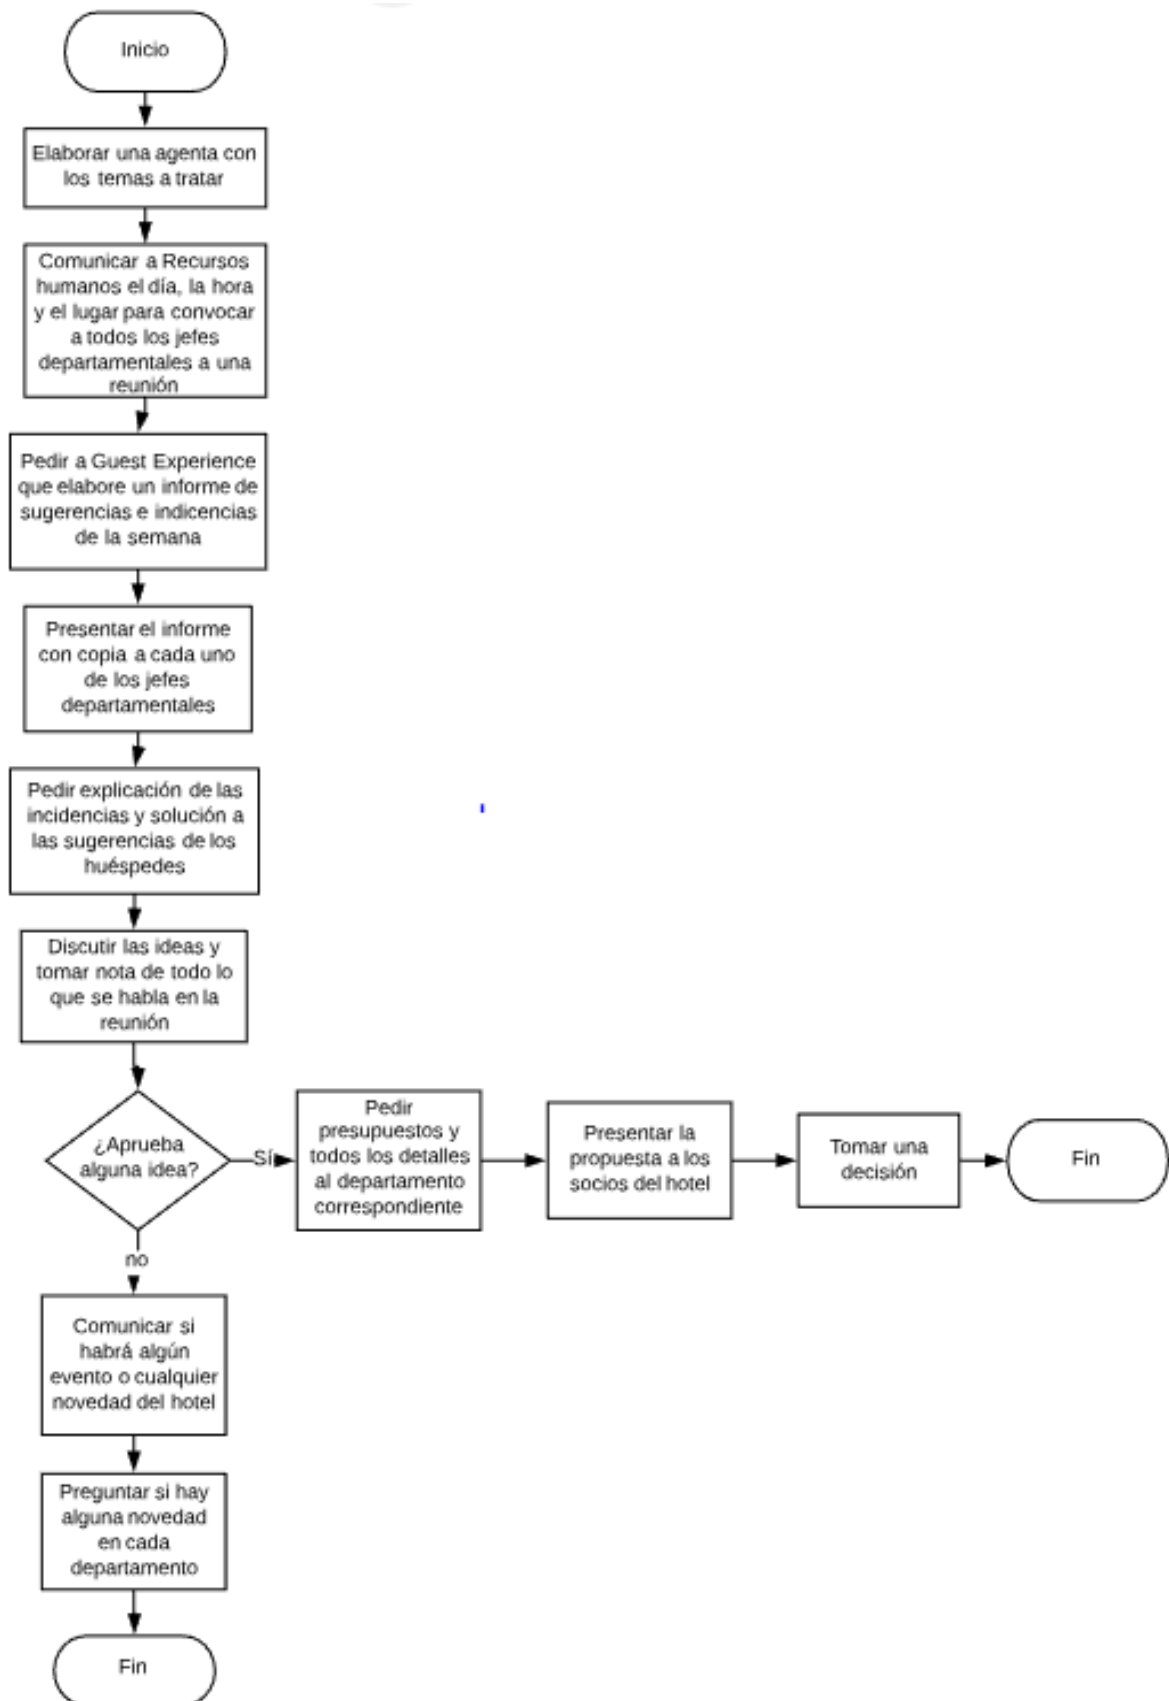 Inicio
Elaborar una agenta con
los temas a tratar
Comunicar a Recursos
humanos el día, la hora
y el lugar para convocar
a todos los jefes
departamentales a una
reunión
Pedir a Guest Experience
que elabore un informe de
sugerencias e indicencias
de la semana
Presentar el informe
con copia a cada uno
de los jefes
departamentales
Pedir explicación de las
incidencias y solución a
las sugerencias de los
huéspedes
Discutir las ideas y
tomar nota de todo lo
que se habla en la
reunión
¿Aprueba
alguna idea?
Sí
Pedir
presupuestos y
todos los detalles
al departamento
correspondiente
Presentar la
propuesta a los
socios del hotel
Tomar una
decisión
Fin
no
Comunicar si
habrá algún
evento o cualquier
novedad del hotel
Preguntar si hay
alguna novedad
en cada
departamento
Fin